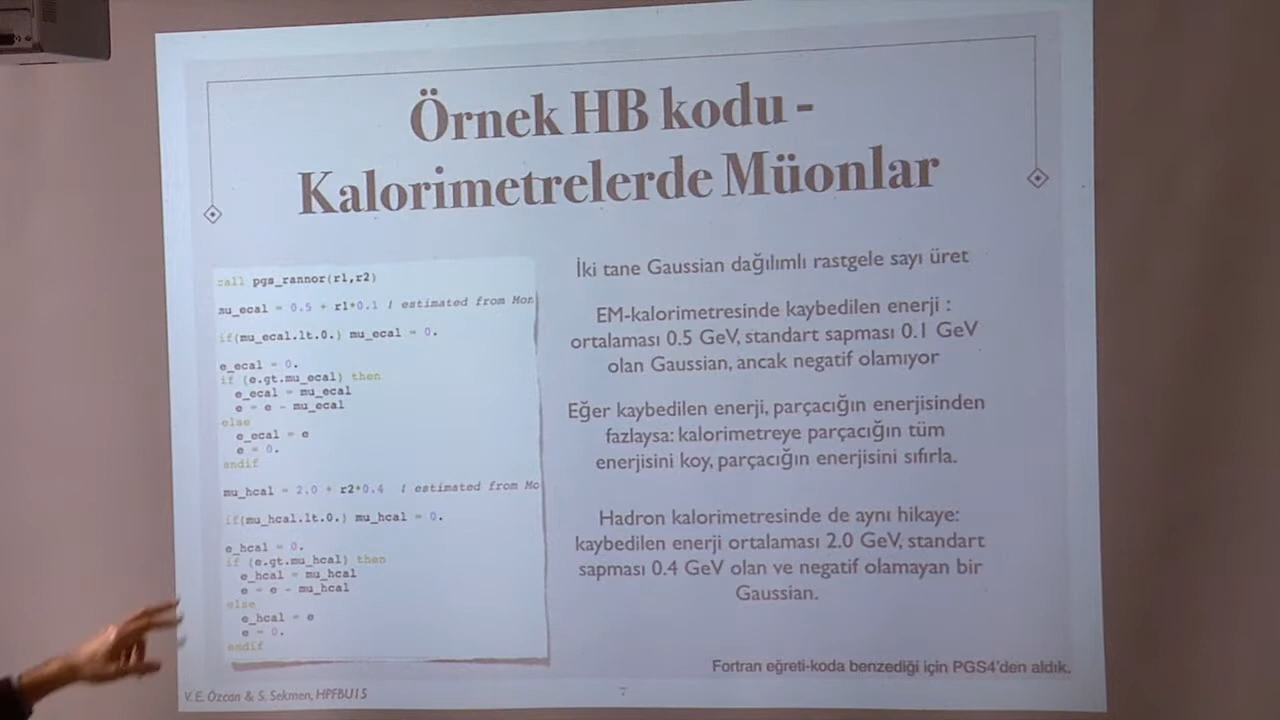 Örnek HB kodu -
Kalorimetrelerde Müonlar
call pgs_rannor(r1,r2)
mu_ecal = 0.5 + r1*0.1 ! estimated from Mon
if(mu_ecal.lt.0.) mu_ecal = 0.
e_ecal = 0.
if (e.gt.mu_ecal) then
e_ecal = mu_ecal
e = e - mu_ecal
else
e_ecal = e
e = 0.
endif
mu_hcal = 2.0 + r2*0.4 ! estimated from Mo
if(mu_hcal.lt.0.) mu_hcal = 0.
e_hcal = 0.
if (e.gt.mu_hcal) then
e_hcal = mu_hcal
e = e - mu_hcal
else
e_hcal = e
e = 0.
endif
İki tane Gaussian dağılımlı rastgele sayı üret
EM-kalorimetresinde kaybedilen enerji :
ortalaması 0.5 GeV, standart sapması 0.1 GeV
olan Gaussian, ancak negatif olamıyor
Eğer kaybedilen enerji, parçacığın enerjisinden
fazlaysa: kalorimetreye parçacığın tüm
enerjisini koy, parçacığın enerjisini sıfırla.
Hadron kalorimetresinde de aynı hikaye:
kaybedilen enerji ortalaması 2.0 GeV, standart
sapması 0.4 GeV olan ve negatif olamayan bir
Gaussian.
Fortran eğreti-koda benzediği için PGS4'den aldık.
V. E. Özcan & S. Sekmen, HPFBU15
7